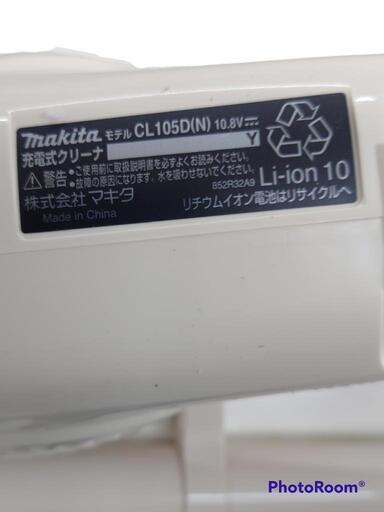 makita モデル CL105D(N) 10.8V⎓
充電式クリーナ Y
⚠警告 •ご使用前に取扱説明書を必ずよくお読みください。
•故障の原因になります。水を吸わせないでください。
株式会社マキタ 852R32A9 Li-ion 10
Made in China リチウムイオン電池はリサイクルへ
PhotoRoom®